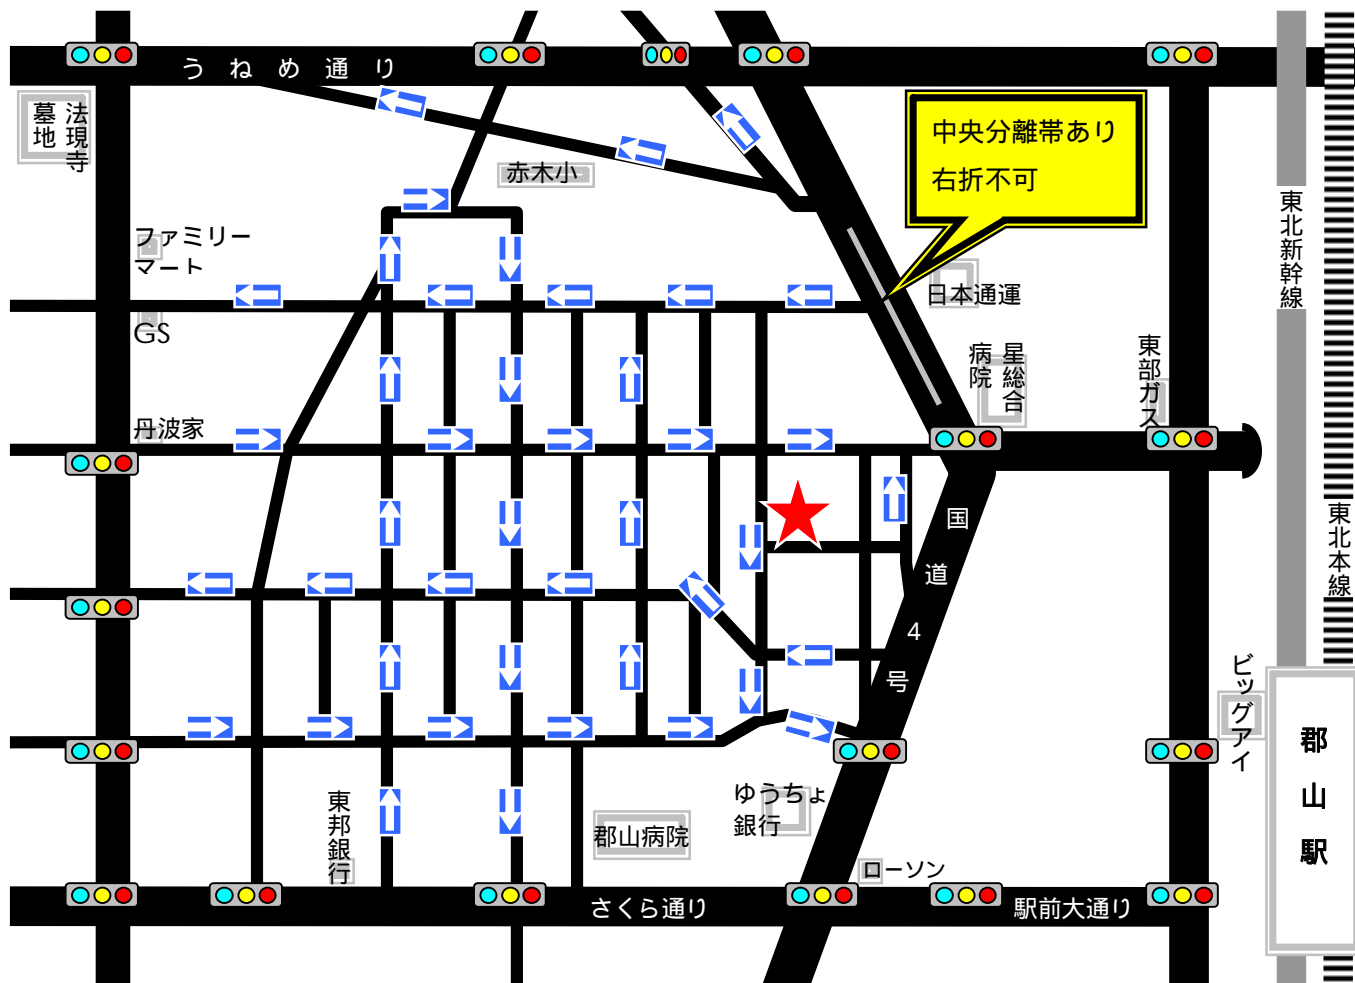 うねめ通り
法現寺
墓地
赤木小
中央分離帯あり
右折不可
東北新幹線
ファミリー
マート
GS
日本通運
星総合
病院
東部ガス
丹波家
国道4号
東北本線
ビッグアイ
郡山駅
東邦銀行
郡山病院
ゆうちょ
銀行
ローソン
さくら通り
駅前大通り